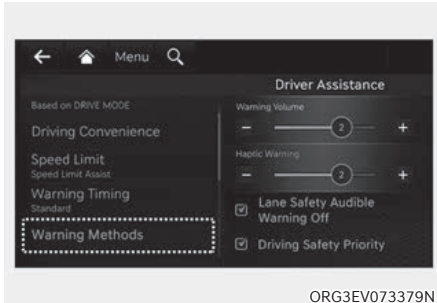 Menu
Driver Assistance
Based on DRIVE MODE
Driving Convenience
Speed Limit
Speed Limit Assist
Warning Timing
Standard
Warning Methods
Warning Volume
− 2 +
Haptic Warning
− 2 +
Lane Safety Audible
Warning Off
Driving Safety Priority
ORG3EV073379N